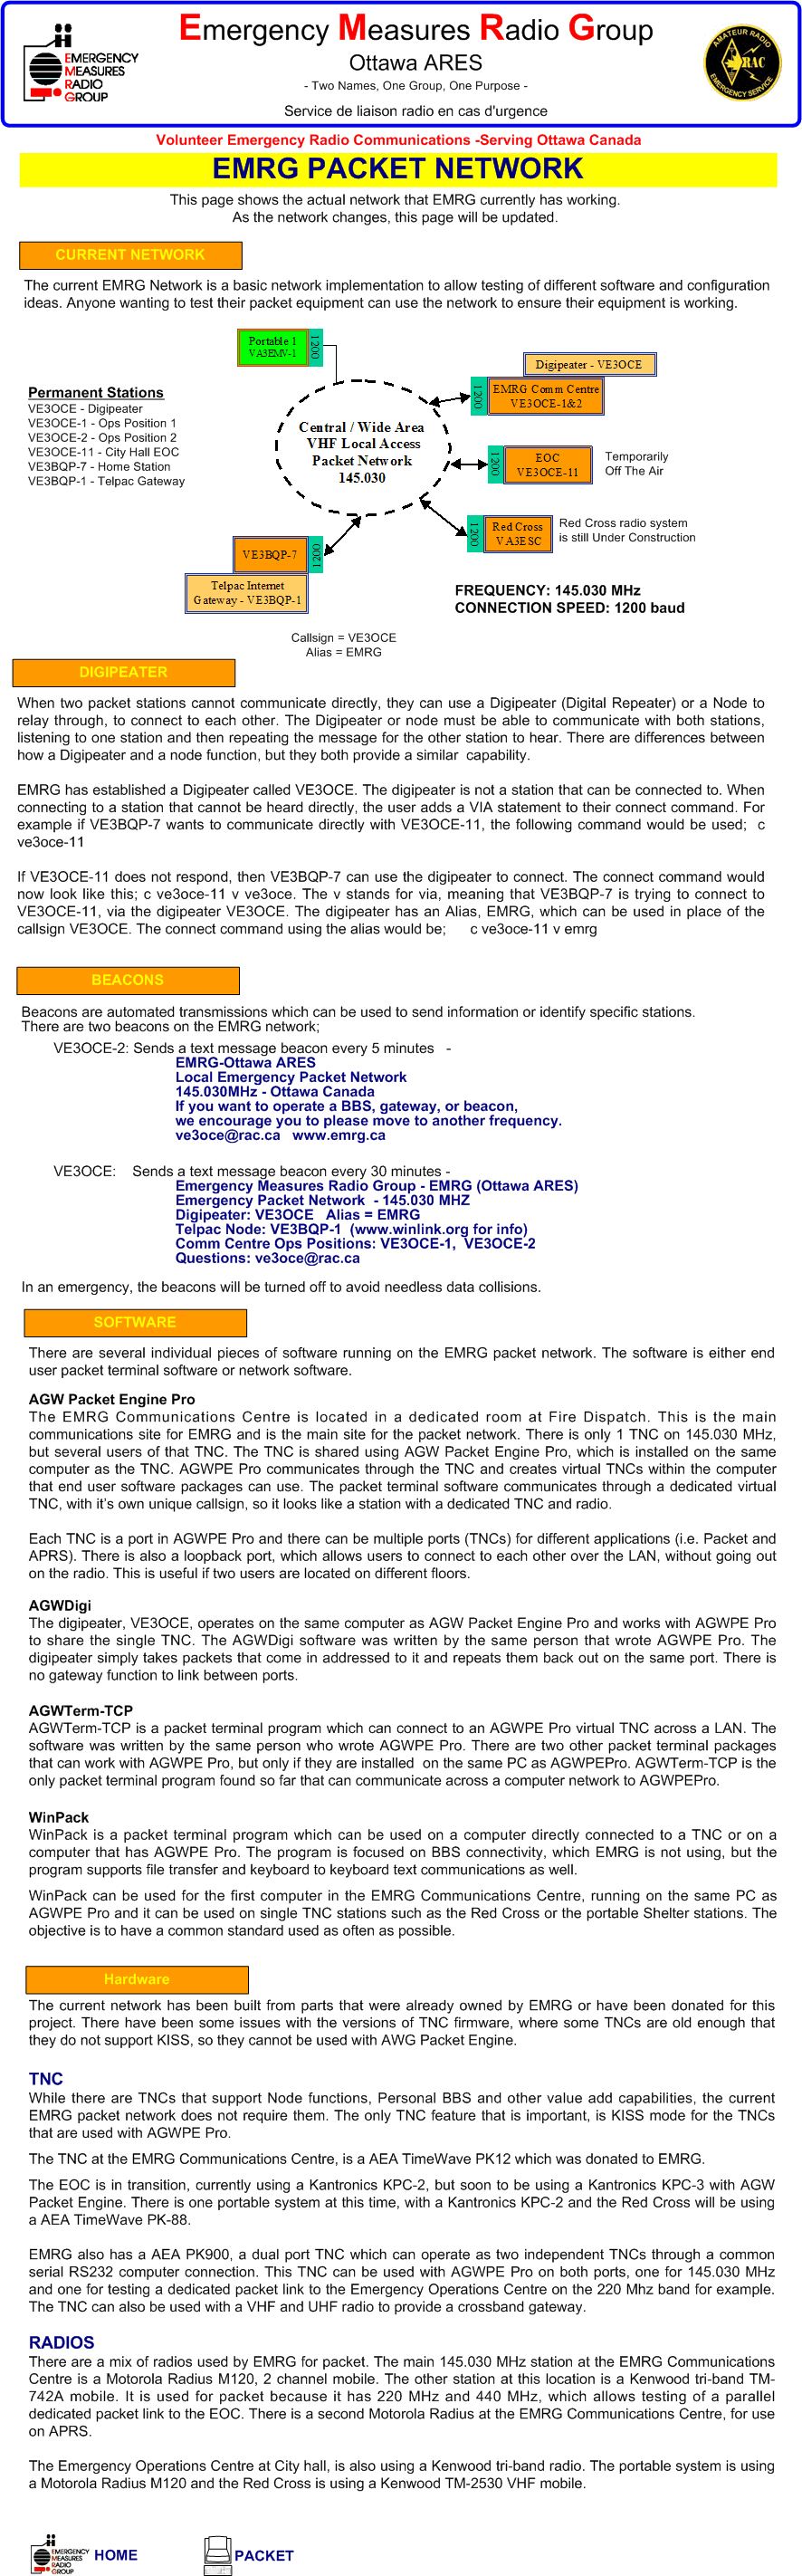 EMERGENCY
MEASURES
RADIO
GROUP
Emergency Measures Radio Group
Ottawa ARES
- Two Names, One Group, One Purpose -
Service de liaison radio en cas d'urgence
AMATEUR RADIO
RAC
EMERGENCY SERVICE
Volunteer Emergency Radio Communications -Serving Ottawa Canada
EMRG PACKET NETWORK
This page shows the actual network that EMRG currently has working.
As the network changes, this page will be updated.
CURRENT NETWORK
The current EMRG Network is a basic network implementation to allow testing of different software and configuration
ideas. Anyone wanting to test their packet equipment can use the network to ensure their equipment is working.
Portable 1
VA3EMV-1
1200
Digipeater - VE3OCE
1200
EMRG Comm Centre
VE3OCE-1&2
Permanent Stations
VE3OCE - Digipeater
VE3OCE-1 - Ops Position 1
VE3OCE-2 - Ops Position 2
VE3OCE-11 - City Hall EOC
VE3BQP-7 - Home Station
VE3BQP-1 - Telpac Gateway
Central / Wide Area
VHF Local Access
Packet Network
145.030
1200
EOC
VE3OCE-11
Temporarily
Off The Air
1200
Red Cross
VA3ESC
Red Cross radio system
is still Under Construction
VE3BQP-7
1200
Telpac Internet
Gateway - VE3BQP-1
FREQUENCY: 145.030 MHz
CONNECTION SPEED: 1200 baud
Callsign = VE3OCE
Alias = EMRG
DIGIPEATER
When two packet stations cannot communicate directly, they can use a Digipeater (Digital Repeater) or a Node to
relay through, to connect to each other. The Digipeater or node must be able to communicate with both stations,
listening to one station and then repeating the message for the other station to hear. There are differences between
how a Digipeater and a node function, but they both provide a similar  capability.
EMRG has established a Digipeater called VE3OCE. The digipeater is not a station that can be connected to. When
connecting to a station that cannot be heard directly, the user adds a VIA statement to their connect command. For
example if VE3BQP-7 wants to communicate directly with VE3OCE-11, the following command would be used;  c
ve3oce-11
If VE3OCE-11 does not respond, then VE3BQP-7 can use the digipeater to connect. The connect command would
now look like this; c ve3oce-11 v ve3oce. The v stands for via, meaning that VE3BQP-7 is trying to connect to
VE3OCE-11, via the digipeater VE3OCE. The digipeater has an Alias, EMRG, which can be used in place of the
callsign VE3OCE. The connect command using the alias would be;      c ve3oce-11 v emrg
BEACONS
Beacons are automated transmissions which can be used to send information or identify specific stations.
There are two beacons on the EMRG network;
VE3OCE-2: Sends a text message beacon every 5 minutes   -
EMRG-Ottawa ARES
Local Emergency Packet Network
145.030MHz - Ottawa Canada
If you want to operate a BBS, gateway, or beacon,
we encourage you to please move to another frequency.
ve3oce@rac.ca   www.emrg.ca
VE3OCE:    Sends a text message beacon every 30 minutes -
Emergency Measures Radio Group - EMRG (Ottawa ARES)
Emergency Packet Network  - 145.030 MHZ
Digipeater: VE3OCE   Alias = EMRG
Telpac Node: VE3BQP-1  (www.winlink.org for info)
Comm Centre Ops Positions: VE3OCE-1,  VE3OCE-2
Questions: ve3oce@rac.ca
In an emergency, the beacons will be turned off to avoid needless data collisions.
SOFTWARE
There are several individual pieces of software running on the EMRG packet network. The software is either end
user packet terminal software or network software.
AGW Packet Engine Pro
The EMRG Communications Centre is located in a dedicated room at Fire Dispatch. This is the main
communications site for EMRG and is the main site for the packet network. There is only 1 TNC on 145.030 MHz,
but several users of that TNC. The TNC is shared using AGW Packet Engine Pro, which is installed on the same
computer as the TNC. AGWPE Pro communicates through the TNC and creates virtual TNCs within the computer
that end user software packages can use. The packet terminal software communicates through a dedicated virtual
TNC, with it's own unique callsign, so it looks like a station with a dedicated TNC and radio.
Each TNC is a port in AGWPE Pro and there can be multiple ports (TNCs) for different applications (i.e. Packet and
APRS). There is also a loopback port, which allows users to connect to each other over the LAN, without going out
on the radio. This is useful if two users are located on different floors.
AGWDigi
The digipeater, VE3OCE, operates on the same computer as AGW Packet Engine Pro and works with AGWPE Pro
to share the single TNC. The AGWDigi software was written by the same person that wrote AGWPE Pro. The
digipeater simply takes packets that come in addressed to it and repeats them back out on the same port. There is
no gateway function to link between ports.
AGWTerm-TCP
AGWTerm-TCP is a packet terminal program which can connect to an AGWPE Pro virtual TNC across a LAN. The
software was written by the same person who wrote AGWPE Pro. There are two other packet terminal packages
that can work with AGWPE Pro, but only if they are installed  on the same PC as AGWPEPro. AGWTerm-TCP is the
only packet terminal program found so far that can communicate across a computer network to AGWPEPro.
WinPack
WinPack is a packet terminal program which can be used on a computer directly connected to a TNC or on a
computer that has AGWPE Pro. The program is focused on BBS connectivity, which EMRG is not using, but the
program supports file transfer and keyboard to keyboard text communications as well.
WinPack can be used for the first computer in the EMRG Communications Centre, running on the same PC as
AGWPE Pro and it can be used on single TNC stations such as the Red Cross or the portable Shelter stations. The
objective is to have a common standard used as often as possible.
Hardware
The current network has been built from parts that were already owned by EMRG or have been donated for this
project. There have been some issues with the versions of TNC firmware, where some TNCs are old enough that
they do not support KISS, so they cannot be used with AWG Packet Engine.
TNC
While there are TNCs that support Node functions, Personal BBS and other value add capabilities, the current
EMRG packet network does not require them. The only TNC feature that is important, is KISS mode for the TNCs
that are used with AGWPE Pro.
The TNC at the EMRG Communications Centre, is a AEA TimeWave PK12 which was donated to EMRG.
The EOC is in transition, currently using a Kantronics KPC-2, but soon to be using a Kantronics KPC-3 with AGW
Packet Engine. There is one portable system at this time, with a Kantronics KPC-2 and the Red Cross will be using
a AEA TimeWave PK-88.
EMRG also has a AEA PK900, a dual port TNC which can operate as two independent TNCs through a common
serial RS232 computer connection. This TNC can be used with AGWPE Pro on both ports, one for 145.030 MHz
and one for testing a dedicated packet link to the Emergency Operations Centre on the 220 Mhz band for example.
The TNC can also be used with a VHF and UHF radio to provide a crossband gateway.
RADIOS
There are a mix of radios used by EMRG for packet. The main 145.030 MHz station at the EMRG Communications
Centre is a Motorola Radius M120, 2 channel mobile. The other station at this location is a Kenwood tri-band TM-
742A mobile. It is used for packet because it has 220 MHz and 440 MHz, which allows testing of a parallel
dedicated packet link to the EOC. There is a second Motorola Radius at the EMRG Communications Centre, for use
on APRS.
The Emergency Operations Centre at City hall, is also using a Kenwood tri-band radio. The portable system is using
a Motorola Radius M120 and the Red Cross is using a Kenwood TM-2530 VHF mobile.
EMERGENCY
MEASURES
RADIO
GROUP
HOME
PACKET